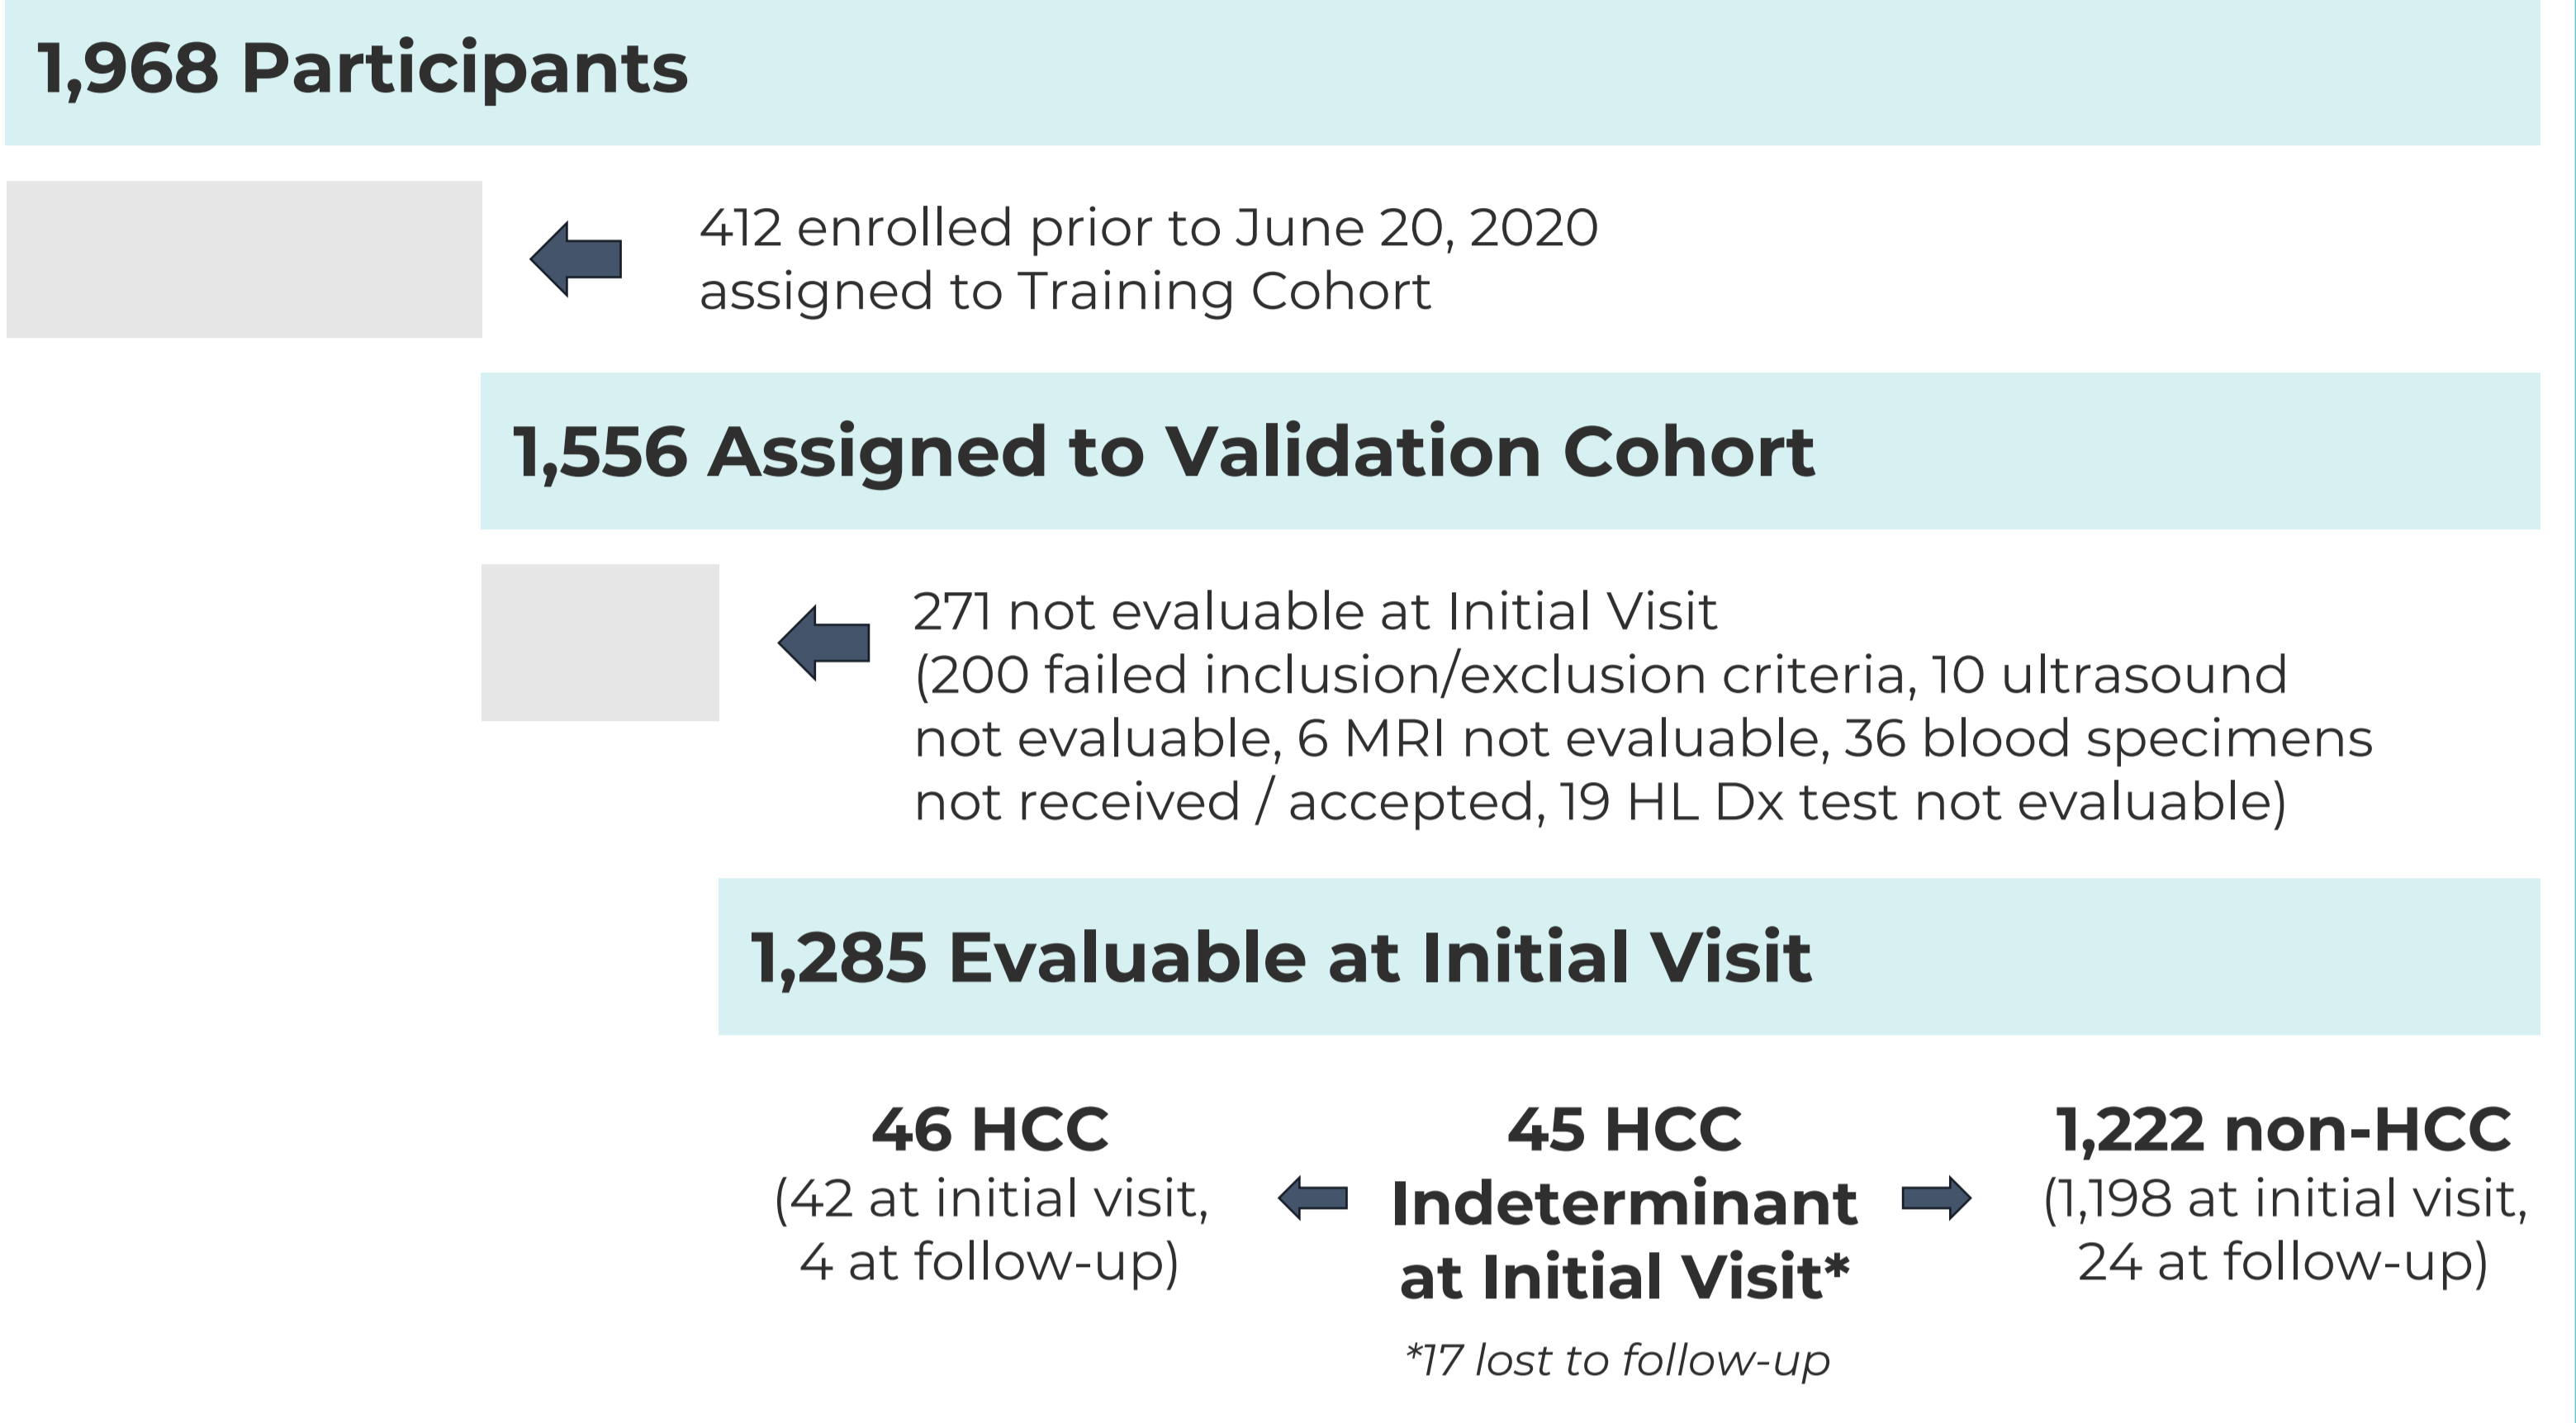 1,968 Participants
412 enrolled prior to June 20, 2020
assigned to Training Cohort
1,556 Assigned to Validation Cohort
271 not evaluable at Initial Visit
(200 failed inclusion/exclusion criteria, 10 ultrasound
not evaluable, 6 MRI not evaluable, 36 blood specimens
not received / accepted, 19 HL Dx test not evaluable)
1,285 Evaluable at Initial Visit
46 HCC
(42 at initial visit,
4 at follow-up)
45 HCC
Indeterminant
at Initial Visit*
*17 lost to follow-up
1,222 non-HCC
(1,198 at initial visit,
24 at follow-up)